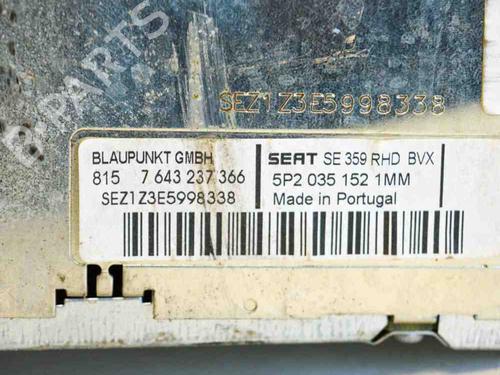 PARTS
SEZ1Z3E5998338
BLAUPUNKT GMBH
815 7 643 237 366
SEZ1Z3E5998338
SEAT SE 359 RHD BVX
5P2 035 152 1MM
Made in Portugal